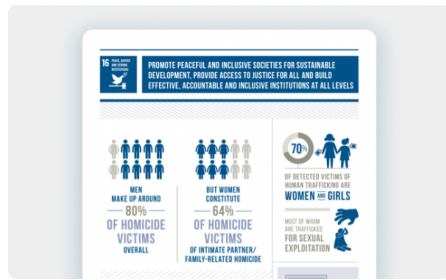 16 PEACE, JUSTICE
AND STRONG
INSTITUTIONS
PROMOTE PEACEFUL AND INCLUSIVE SOCIETIES FOR SUSTAINABLE
DEVELOPMENT, PROVIDE ACCESS TO JUSTICE FOR ALL AND BUILD
EFFECTIVE, ACCOUNTABLE AND INCLUSIVE INSTITUTIONS AT ALL LEVELS
MEN
MAKE UP AROUND
80%
OF HOMICIDE
VICTIMS
OVERALL
BUT WOMEN
CONSTITUTE
64%
OF HOMICIDE
VICTIMS
OF INTIMATE PARTNER/
FAMILY-RELATED HOMICIDE
70%
OF DETECTED VICTIMS OF
HUMAN TRAFFICKING ARE
WOMEN AND GIRLS
MOST OF WHOM
ARE TRAFFICKED
FOR SEXUAL
EXPLOITATION